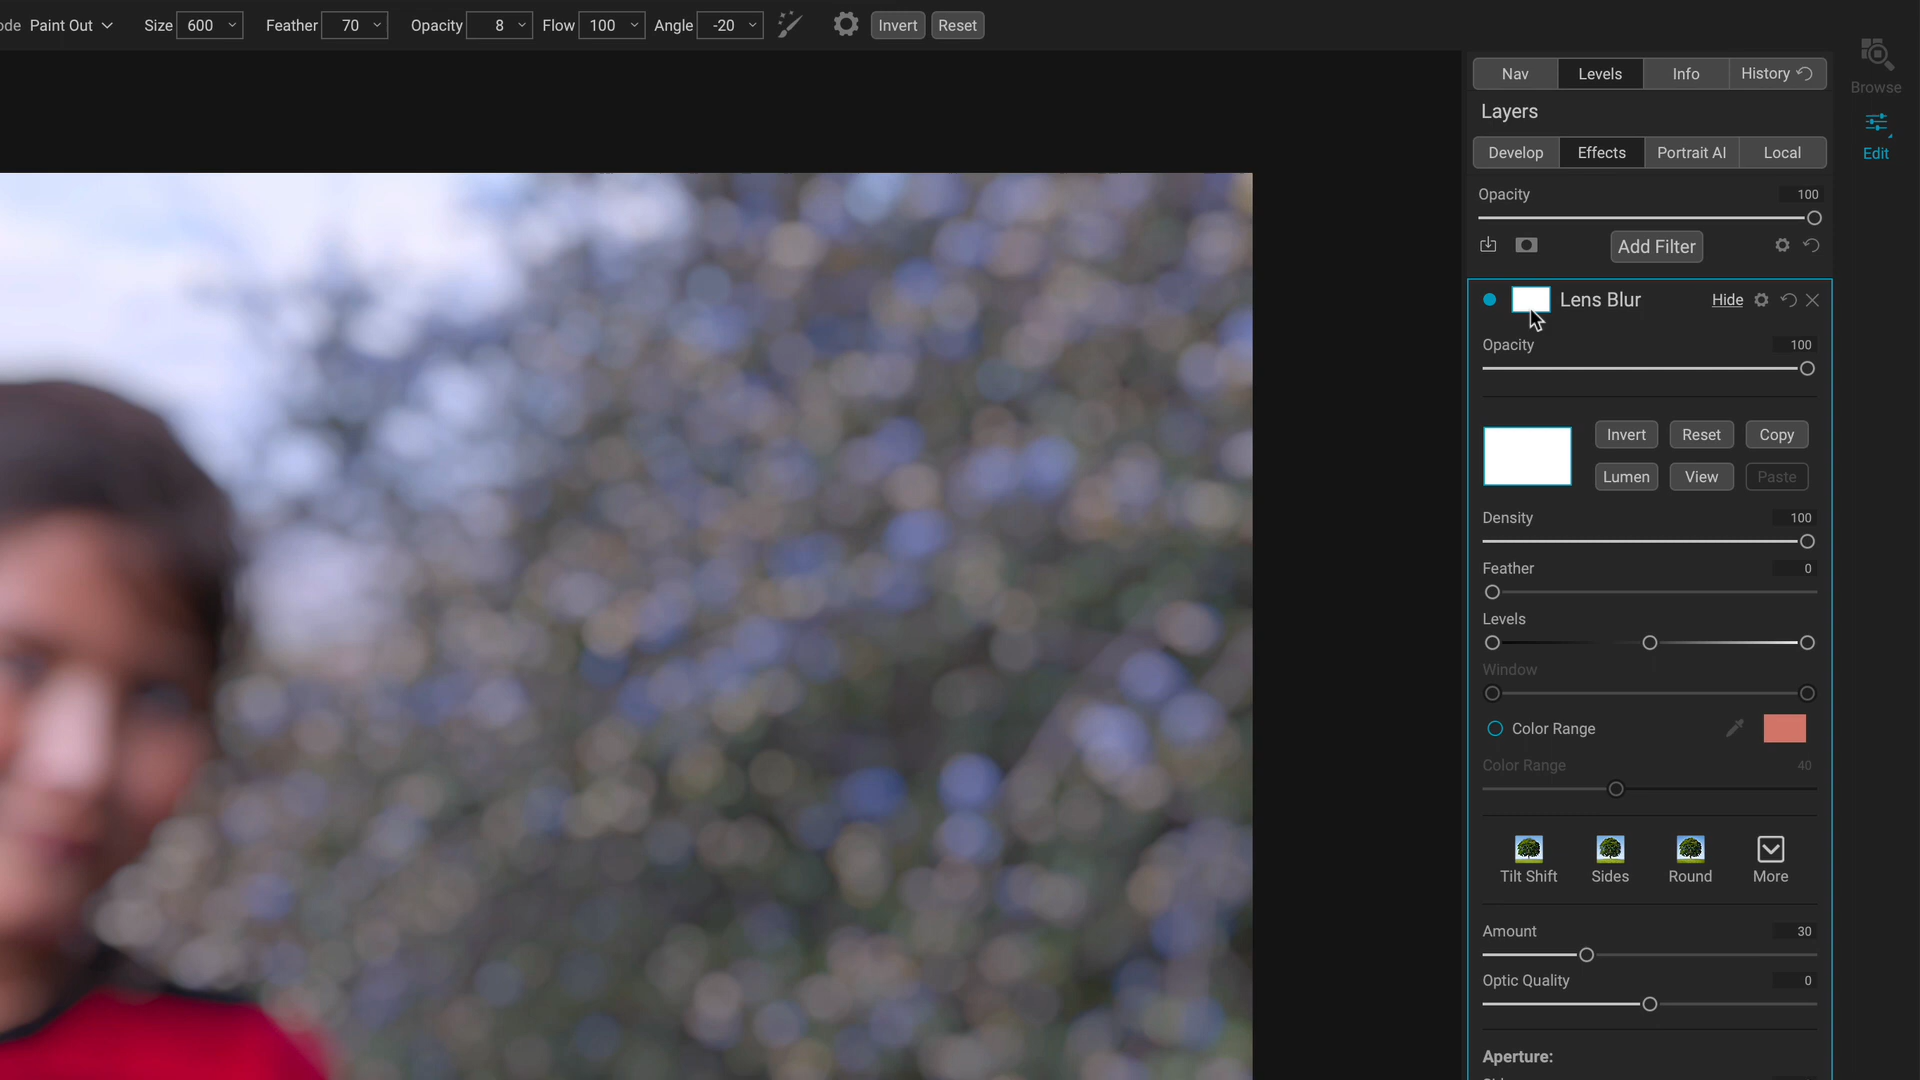 ode Paint Out Size 600 Feather 70 Opacity 8 Flow 100 Angle -20 Invert Reset
Nav Levels Info History
Browse
Layers
Edit
Develop Effects Portrait AI Local
Opacity 100
Add Filter
Lens Blur Hide
Opacity 100
Invert Reset Copy
Lumen View Paste
Density 100
Feather 0
Levels
Window
Color Range
Color Range 40
Tilt Shift Sides Round More
Amount 30
Optic Quality 0
Aperture: